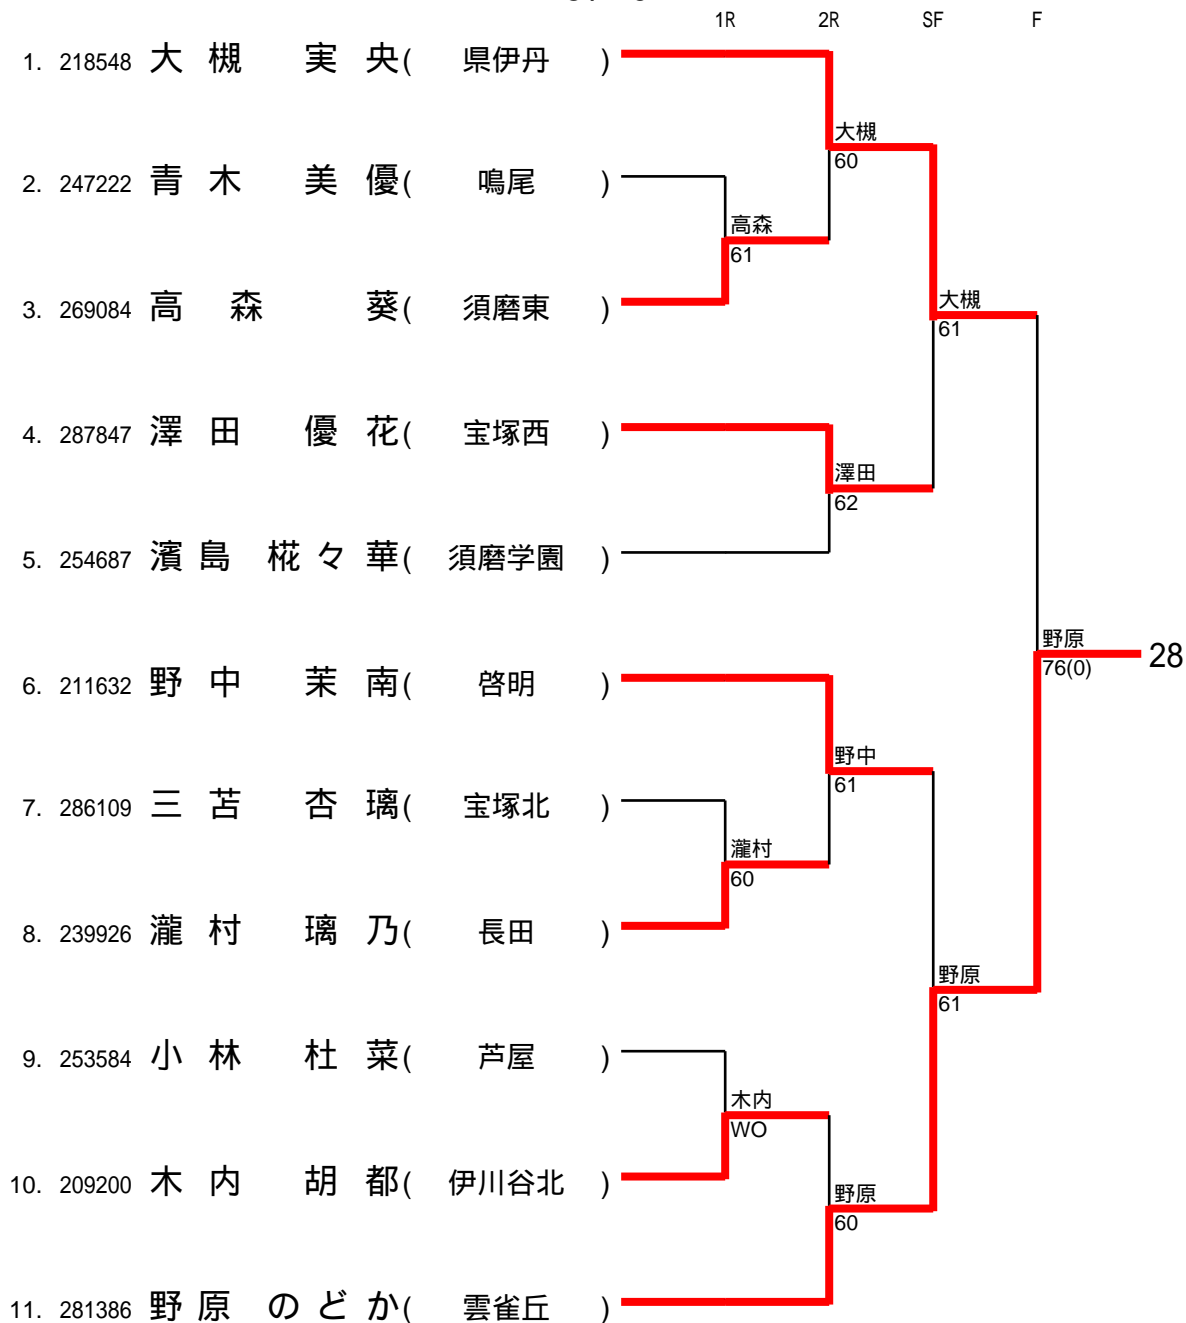 1R 2R SF F
1. 218548 大槻 実央( 県伊丹 )
大槻
60
2. 247222 青木 美優( 鳴尾 )
高森
61
3. 269084 高森 葵( 須磨東 )
大槻
61
4. 287847 澤田 優花( 宝塚西 )
澤田
62
5. 254687 濱島 椛々華( 須磨学園 )
野原
76(0)
28
6. 211632 野中 茉南( 啓明 )
野中
61
7. 286109 三苫 杏璃( 宝塚北 )
瀧村
60
8. 239926 瀧村 璃乃( 長田 )
野原
61
9. 253584 小林 杜菜( 芦屋 )
木内
WO
10. 209200 木内 胡都( 伊川谷北 )
野原
60
11. 281386 野原 のどか( 雲雀丘 )